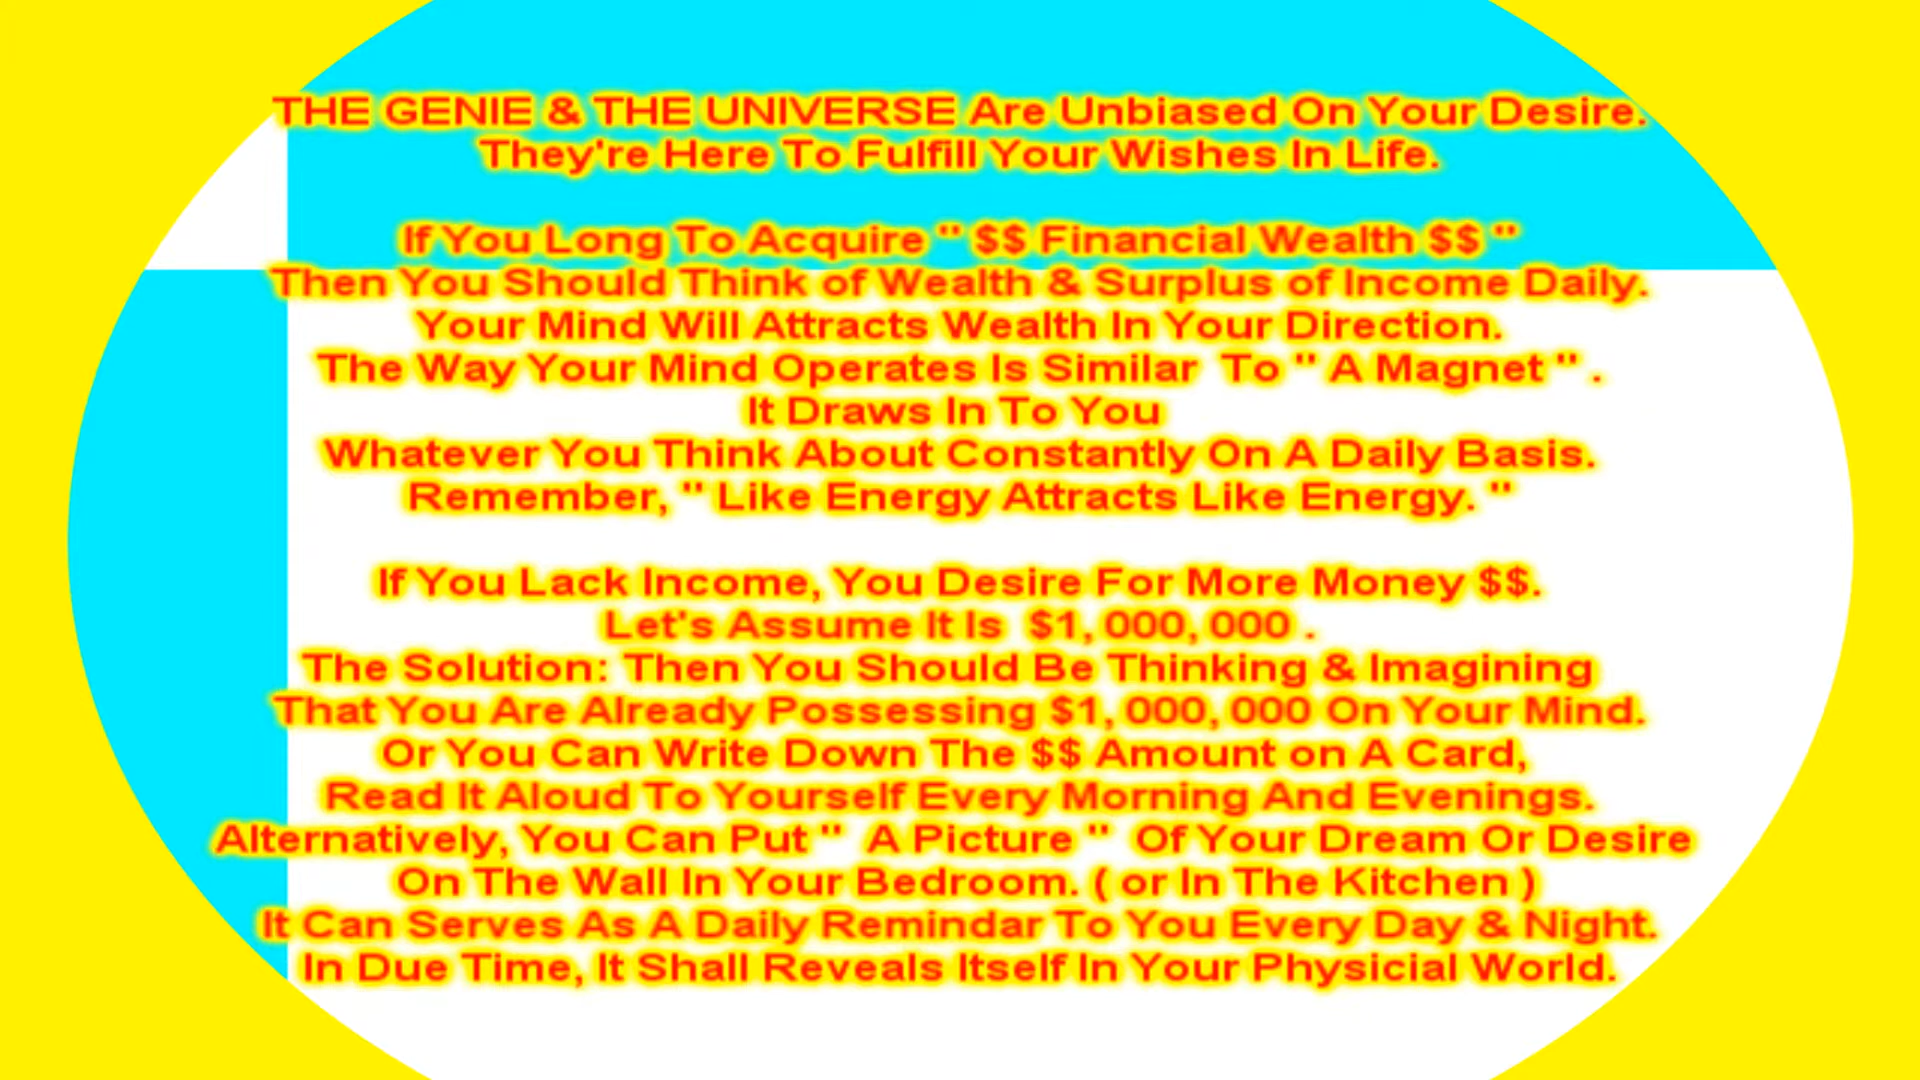 THE GENIE & THE UNIVERSE Are Unbiased On Your Desire.
They're Here To Fulfill Your Wishes In Life.
If You Long To Acquire " $$ Financial Wealth $$ "
Then You Should Think of Wealth & Surplus of Income Daily.
Your Mind Will Attracts Wealth In Your Direction.
The Way Your Mind Operates Is Similar  To " A Magnet " .
It Draws In To You
Whatever You Think About Constantly On A Daily Basis.
Remember, " Like Energy Attracts Like Energy. "
If You Lack Income, You Desire For More Money $$.
Let's Assume It Is  $1, 000, 000 .
The Solution: Then You Should Be Thinking & Imagining
That You Are Already Possessing $1, 000, 000 On Your Mind.
Or You Can Write Down The $$ Amount on A Card,
Read It Aloud To Yourself Every Morning And Evenings.
Alternatively, You Can Put "  A Picture "  Of Your Dream Or Desire
On The Wall In Your Bedroom. ( or In The Kitchen )
It Can Serves As A Daily Remindar To You Every Day & Night.
In Due Time, It Shall Reveals Itself In Your Physicial World.